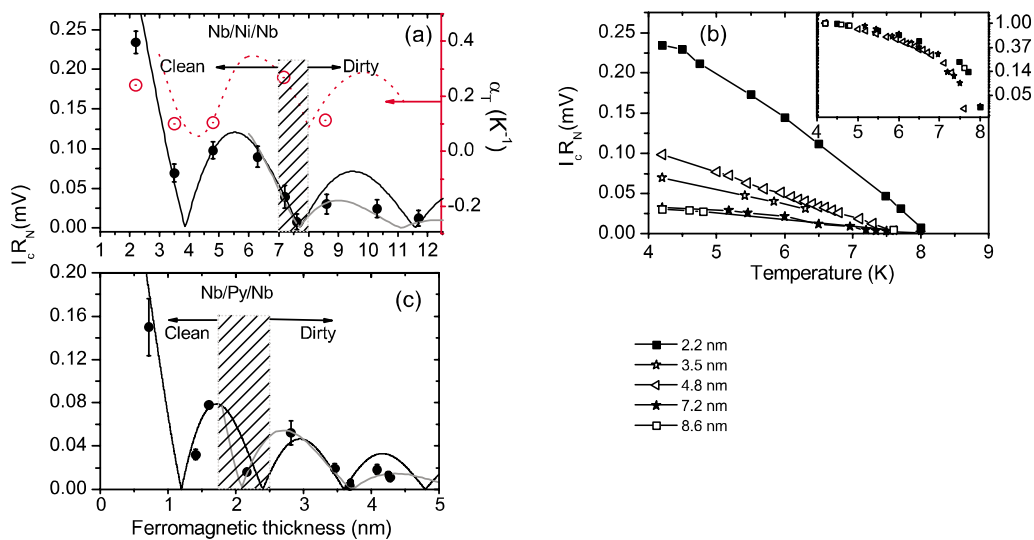 Nb/Ni/Nb
(a)
Clean
Dirty
0.25
0.20
0.15
0.10
0.05
0.00
0.4
0.2
0.0
-0.2
αT (K-1)
1 2 3 4 5 6 7 8 9 10 11 12
IcRN(mV)
Nb/Py/Nb
(c)
Clean
Dirty
0.20
0.16
0.12
0.08
0.04
0.00
0 1 2 3 4 5
Ferromagnetic thickness (nm)
(b)
0.25
0.20
0.15
0.10
0.05
0.00
IcRN(mV)
4 5 6 7 8 9
Temperature (K)
1.00
0.37
0.14
0.05
4 5 6 7 8
2.2 nm
3.5 nm
4.8 nm
7.2 nm
8.6 nm